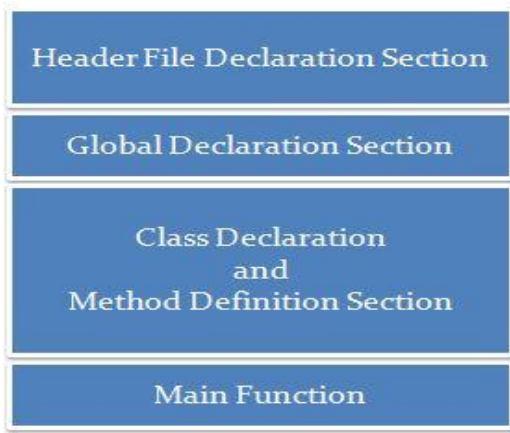 Header File Declaration Section
Global Declaration Section
Class Declaration
and
Method Definition Section
Main Function